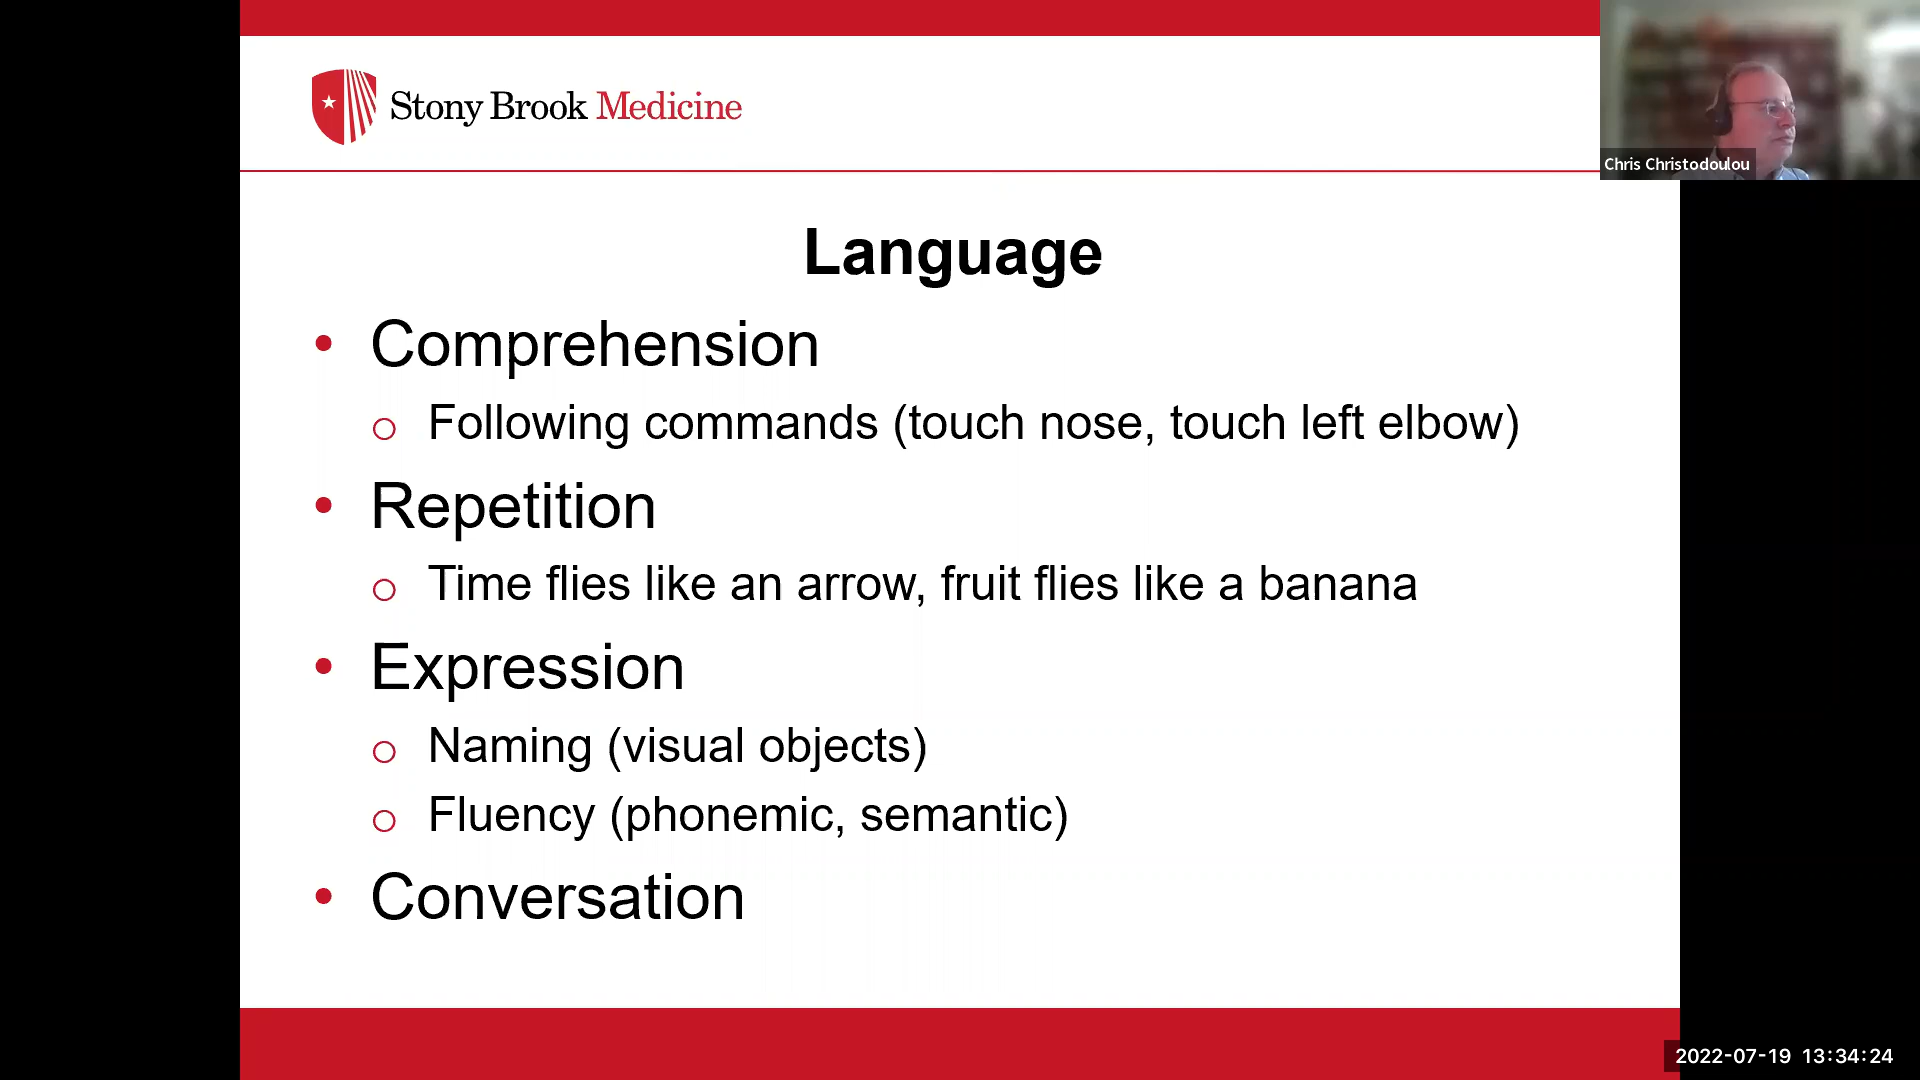 Stony Brook Medicine
Chris Christodoulou
Language
• Comprehension
o Following commands (touch nose, touch left elbow)
• Repetition
o Time flies like an arrow, fruit flies like a banana
• Expression
o Naming (visual objects)
o Fluency (phonemic, semantic)
• Conversation
2022-07-19 13:34:24